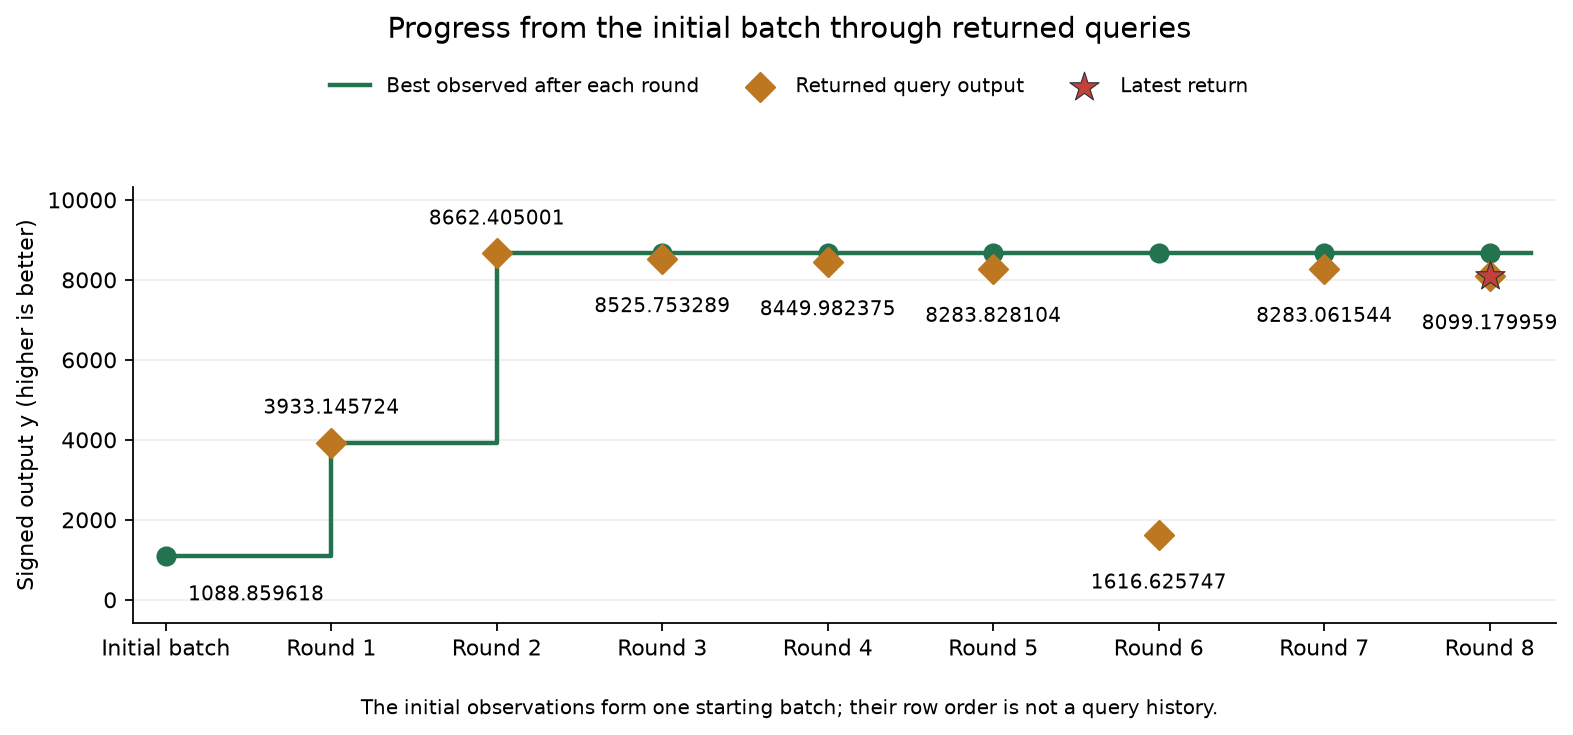 Progress from the initial batch through returned queries
Best observed after each round
Returned query output
Latest return
Signed output y (higher is better)
10000
8000
6000
4000
2000
0
1088.859618
3933.145724
8662.405001
8525.753289
8449.982375
8283.828104
1616.625747
8283.061544
8099.179959
Initial batch
Round 1
Round 2
Round 3
Round 4
Round 5
Round 6
Round 7
Round 8
The initial observations form one starting batch; their row order is not a query history.